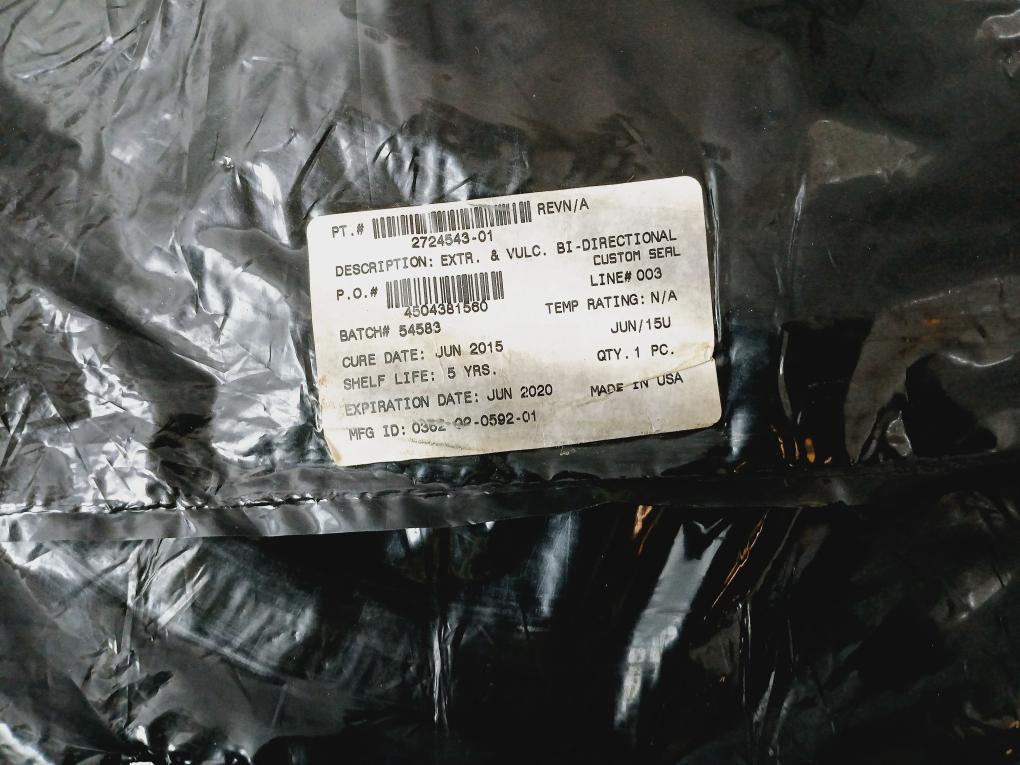 PT.# REVN/A
2724543-01
DESCRIPTION: EXTR. & VULC. BI-DIRECTIONAL
CUSTOM SEAL
P.O.# LINE# 003
4504381560
TEMP RATING: N/A
BATCH# 54583
JUN/15U
CURE DATE: JUN 2015
QTY. 1 PC.
SHELF LIFE: 5 YRS.
EXPIRATION DATE: JUN 2020
MADE IN USA
MFG ID: